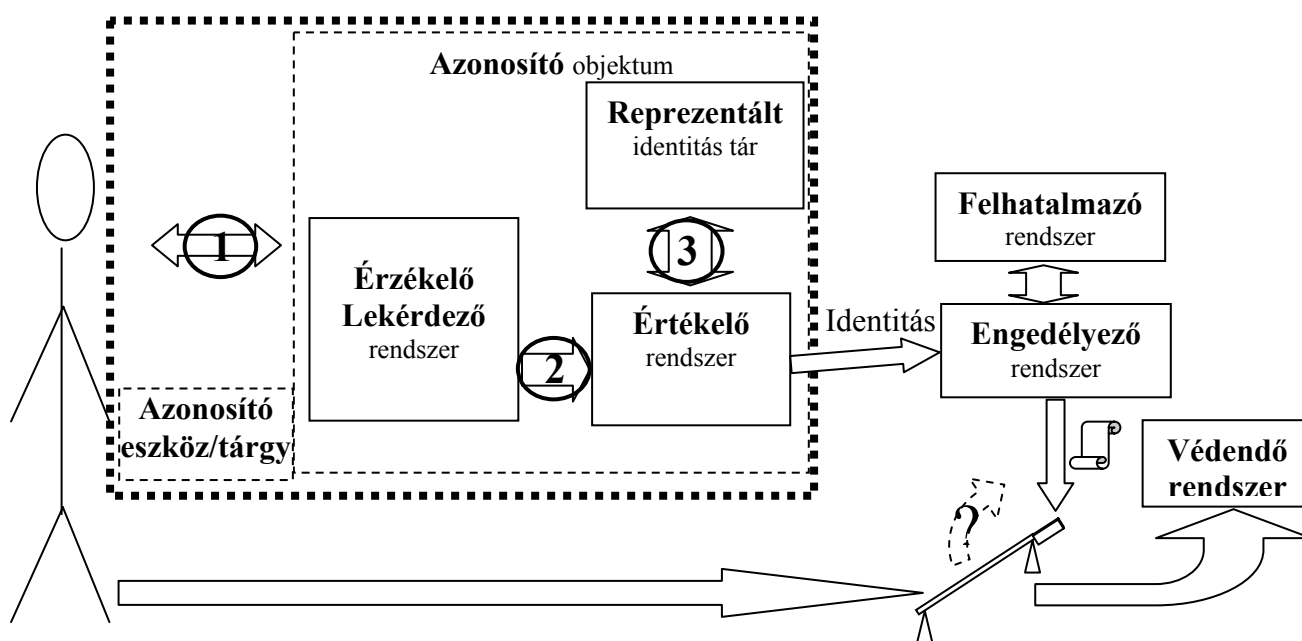 Azonosító objektum
Reprezentált
identitás tár
Felhatalmazó
rendszer
1
3
Érzékelő
Lekérdező
rendszer
Értékelő
rendszer
Identitás
Engedélyező
rendszer
2
Azonosító
eszköz/tárgy
Védendő
rendszer
?